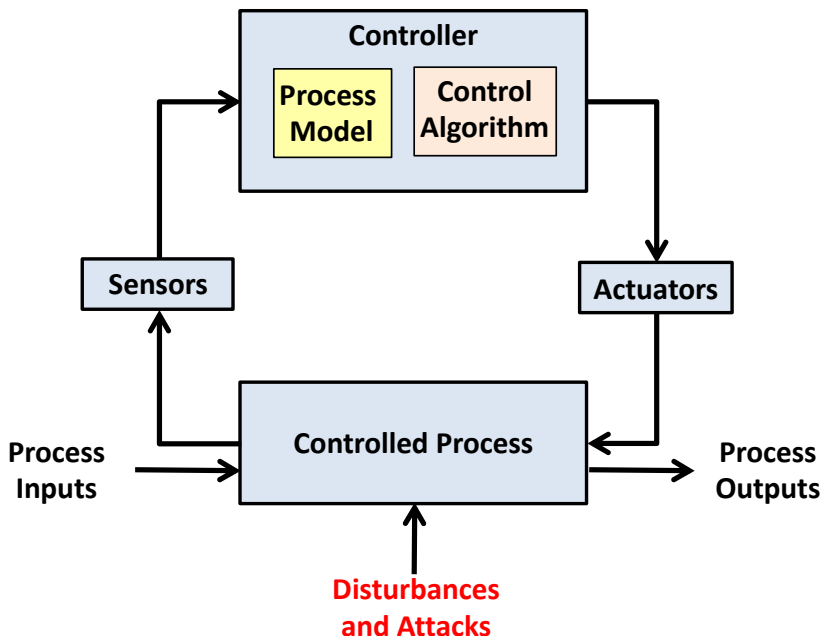 Controller
Process
Model
Control
Algorithm
Sensors
Actuators
Controlled Process
Process
Inputs
Process
Outputs
Disturbances
and Attacks